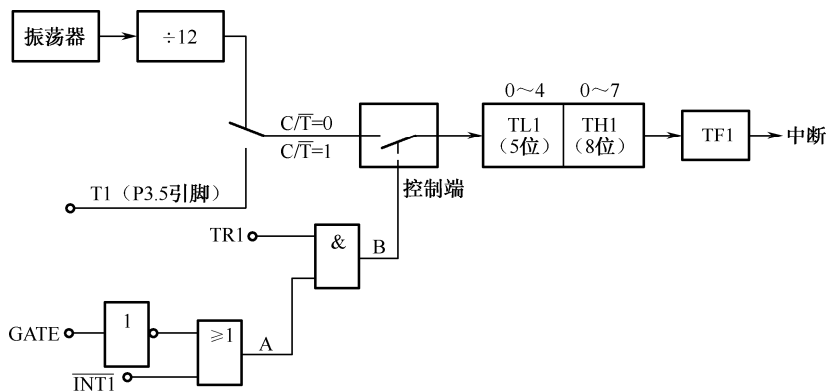 振荡器
÷12
0～4
0～7
C/T̅=0
C/T̅=1
TL1
（5位）
TH1
（8位）
TF1
中断
T1（P3.5引脚）
控制端
TR1
&
B
GATE
1
≥1
A
I̅N̅T̅1̅